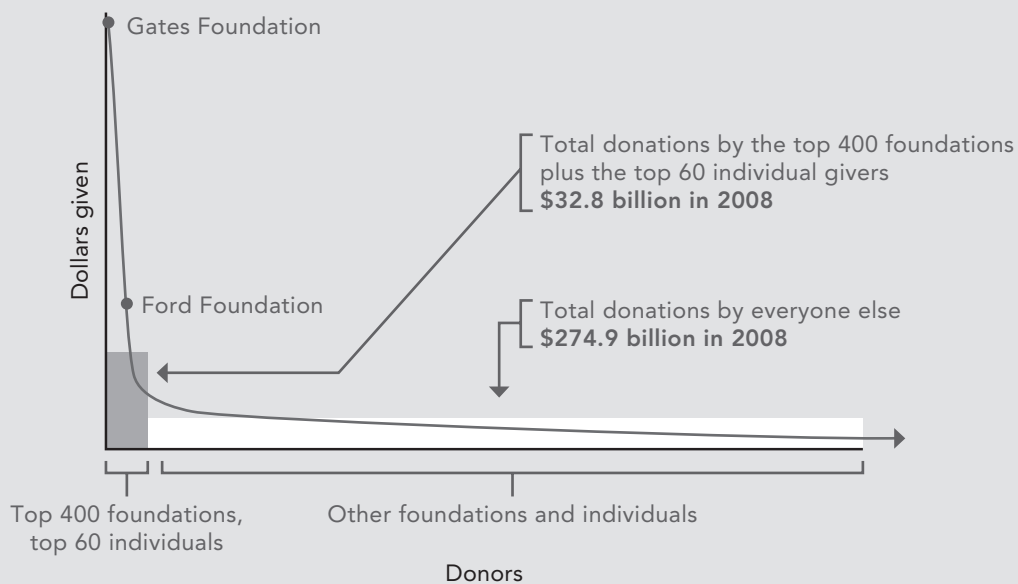 Gates Foundation
Total donations by the top 400 foundations
plus the top 60 individual givers
$32.8 billion in 2008
Dollars given
Ford Foundation
Total donations by everyone else
$274.9 billion in 2008
Top 400 foundations,
top 60 individuals
Other foundations and individuals
Donors